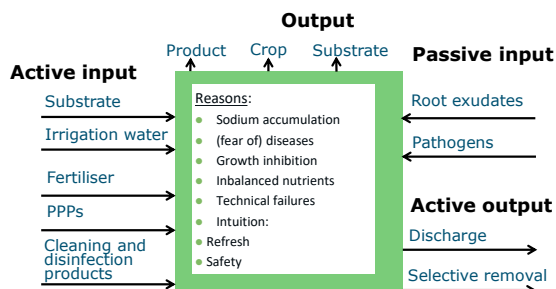 Output
Product
Crop
Substrate
Passive input
Active input
Substrate
Irrigation water
Fertiliser
PPPs
Cleaning and
disinfection
products
Reasons:
Sodium accumulation
(fear of) diseases
Growth inhibition
Inbalanced nutrients
Technical failures
Intuition:
Refresh
Safety
Root exudates
Pathogens
Active output
Discharge
Selective removal